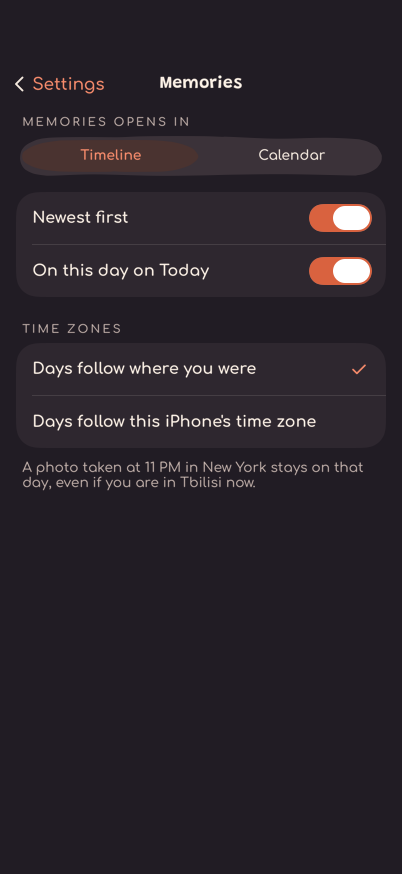 Settings
Memories
MEMORIES OPENS IN
Timeline
Calendar
Newest first
On this day on Today
TIME ZONES
Days follow where you were
Days follow this iPhone's time zone
A photo taken at 11 PM in New York stays on that
day, even if you are in Tbilisi now.